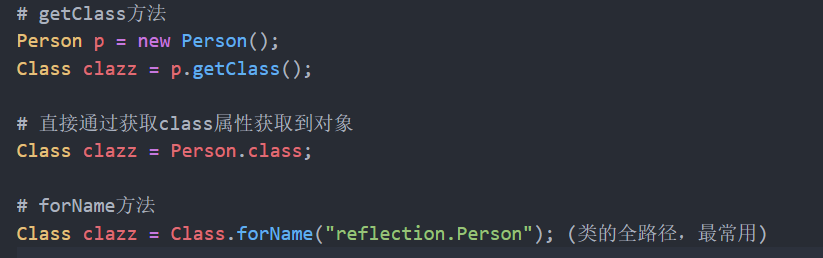 # getClass方法
Person p = new Person();
Class clazz = p.getClass();
# 直接通过获取class属性获取到对象
Class clazz = Person.class;
# forName方法
Class clazz = Class.forName("reflection.Person"); (类的全路径，最常用)